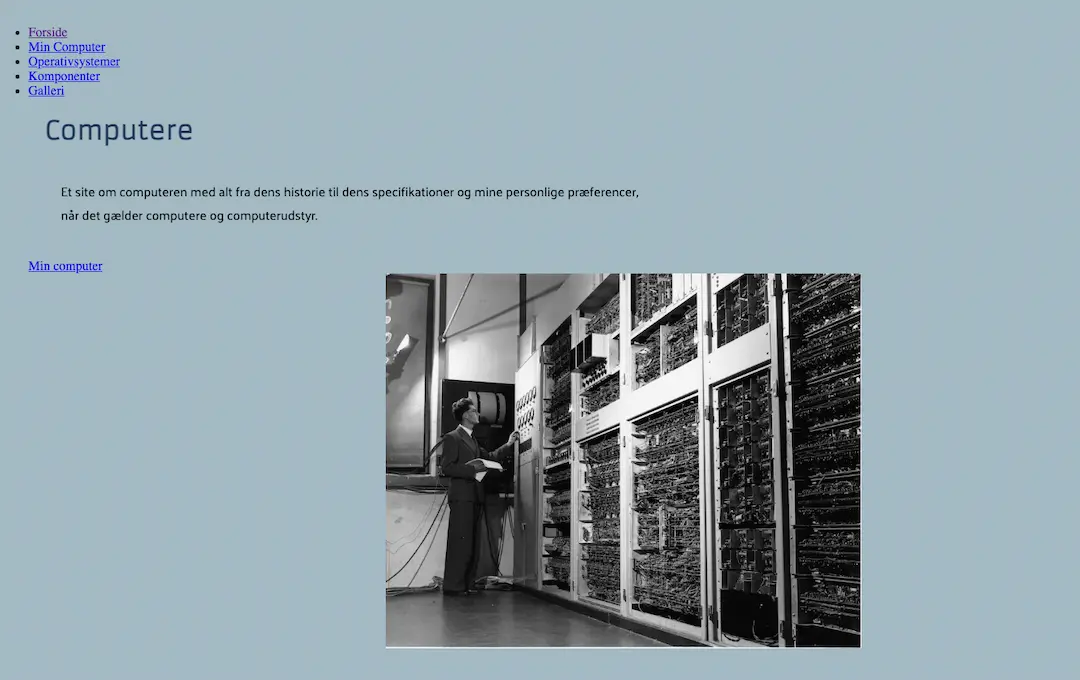 Forside
Min Computer
Operativsystemer
Komponenter
Galleri
Computere
Et site om computeren med alt fra dens historie til dens specifikationer og mine personlige præferencer,
når det gælder computere og computerudstyr.
Min computer